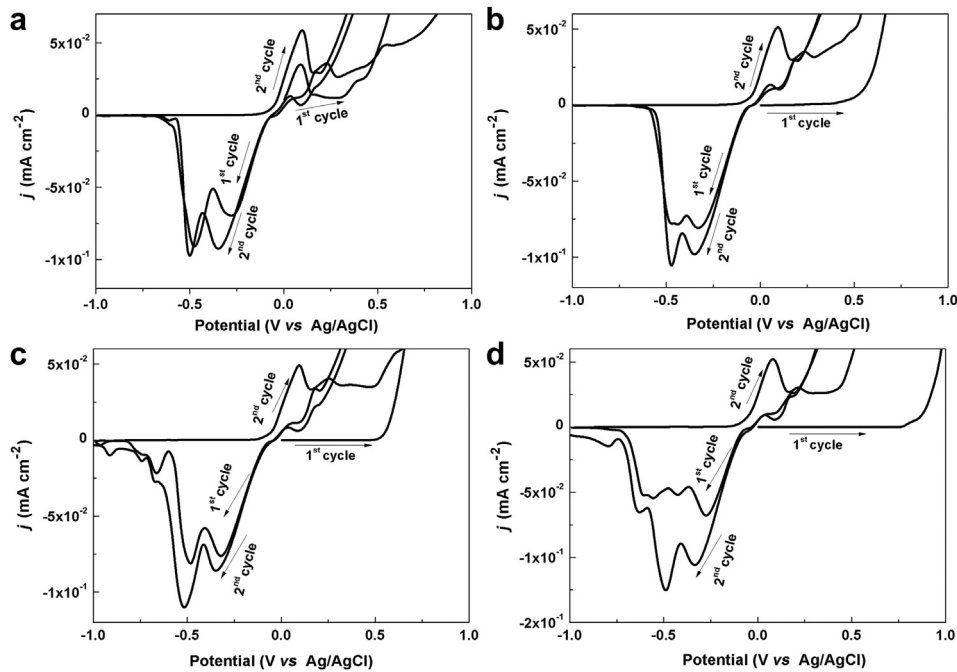 a
5x10⁻²
0
-5x10⁻²
-1x10⁻¹
j (mA cm⁻²)
2ⁿᵈ cycle
1ˢᵗ cycle
1ˢᵗ cycle
2ⁿᵈ cycle
-1.0 -0.5 0.0 0.5 1.0
Potential (V vs Ag/AgCl)
b
5x10⁻²
0
-5x10⁻²
-1x10⁻¹
j (mA cm⁻²)
2ⁿᵈ cycle
1ˢᵗ cycle
1ˢᵗ cycle
2ⁿᵈ cycle
-1.0 -0.5 0.0 0.5 1.0
Potential (V vs Ag/AgCl)
c
5x10⁻²
0
-5x10⁻²
-1x10⁻¹
j (mA cm⁻²)
2ⁿᵈ cycle
1ˢᵗ cycle
1ˢᵗ cycle
2ⁿᵈ cycle
-1.0 -0.5 0.0 0.5 1.0
Potential (V vs Ag/AgCl)
d
5x10⁻²
0
-5x10⁻²
-1x10⁻¹
-2x10⁻¹
j (mA cm⁻²)
2ⁿᵈ cycle
1ˢᵗ cycle
1ˢᵗ cycle
2ⁿᵈ cycle
-1.0 -0.5 0.0 0.5 1.0
Potential (V vs Ag/AgCl)